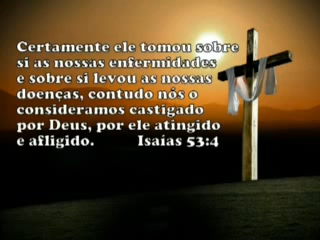 Certamente ele tomou sobre
si as nossas enfermidades
e sobre si levou as nossas
doenças, contudo nós o
consideramos castigado
por Deus, por ele atingido
e afligido. Isaías 53:4